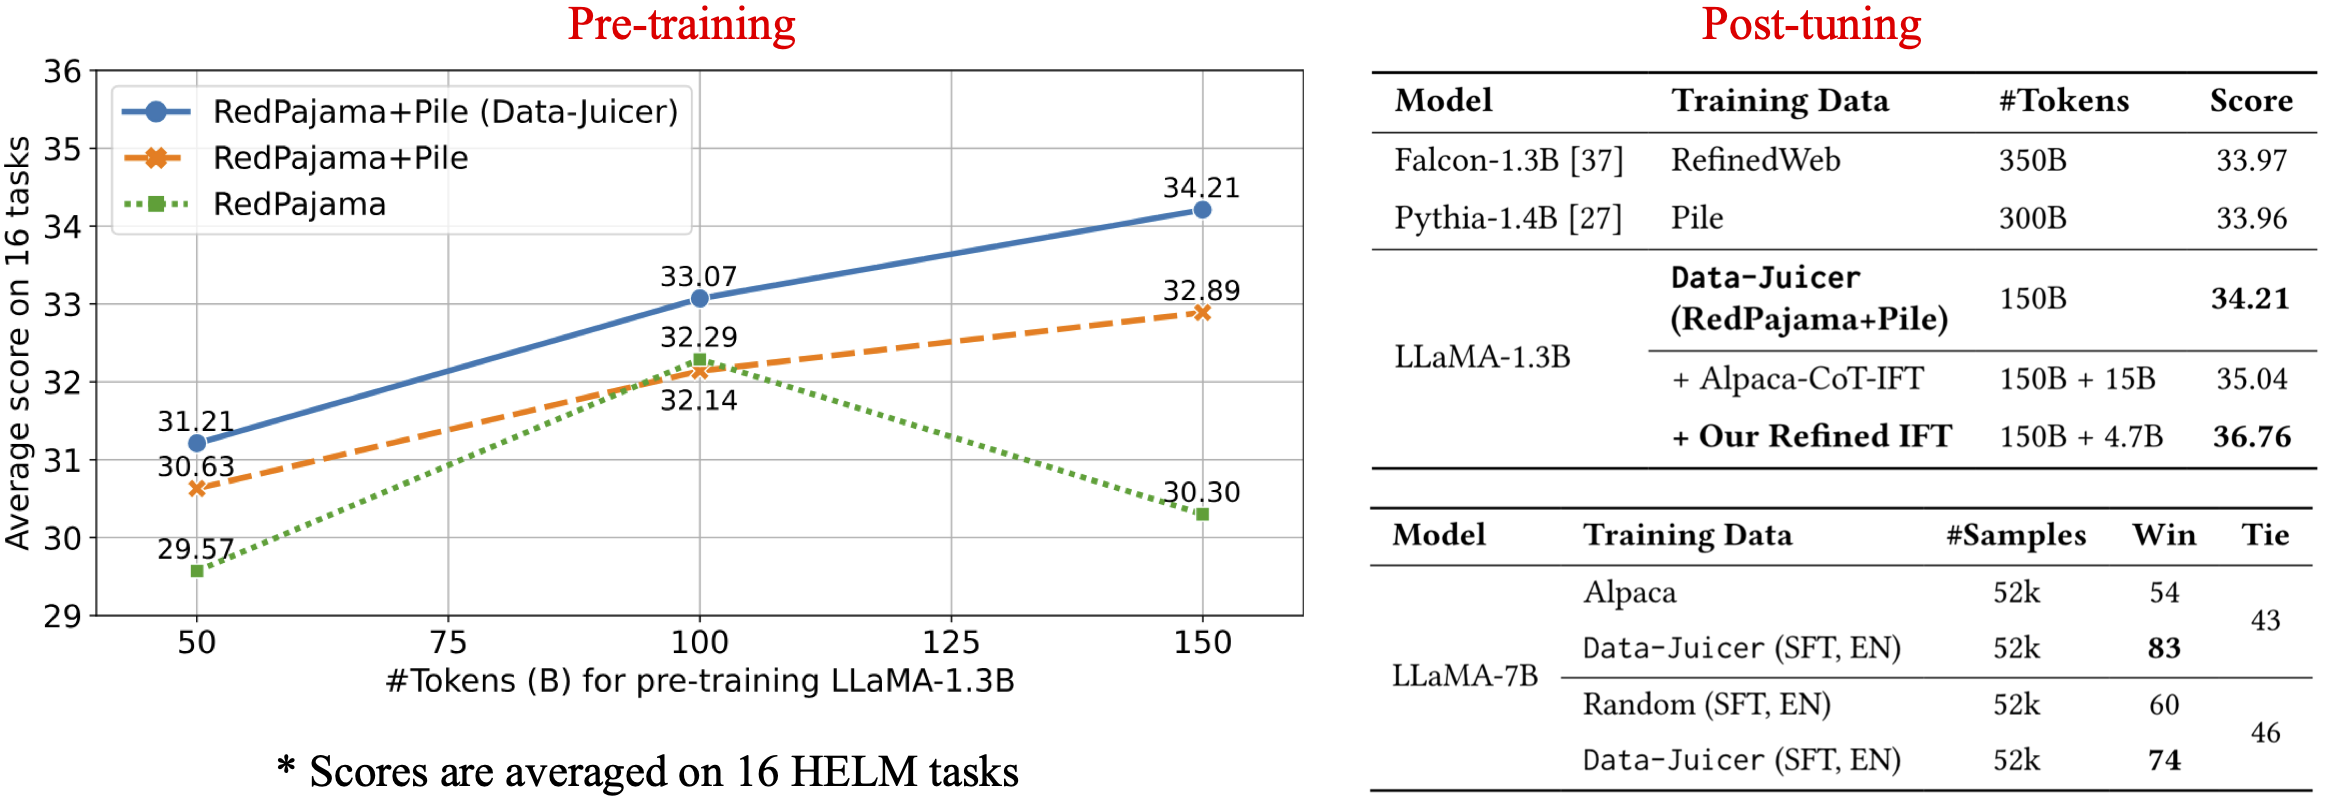 Pre-training
36
35
34
33
32
31
30
29
Average score on 16 tasks
RedPajama+Pile (Data-Juicer)
RedPajama+Pile
RedPajama
31.21
30.63
29.57
33.07
32.29
32.14
34.21
32.89
30.30
50 75 100 125 150
#Tokens (B) for pre-training LLaMA-1.3B
* Scores are averaged on 16 HELM tasks
Post-tuning
Model Training Data #Tokens Score
Falcon-1.3B [37] RefinedWeb 350B 33.97
Pythia-1.4B [27] Pile 300B 33.96
Data-Juicer
(RedPajama+Pile) 150B 34.21
LLaMA-1.3B
+ Alpaca-CoT-IFT 150B + 15B 35.04
+ Our Refined IFT 150B + 4.7B 36.76
Model Training Data #Samples Win Tie
Alpaca 52k 54
43
Data-Juicer (SFT, EN) 52k 83
LLaMA-7B
Random (SFT, EN) 52k 60
46
Data-Juicer (SFT, EN) 52k 74